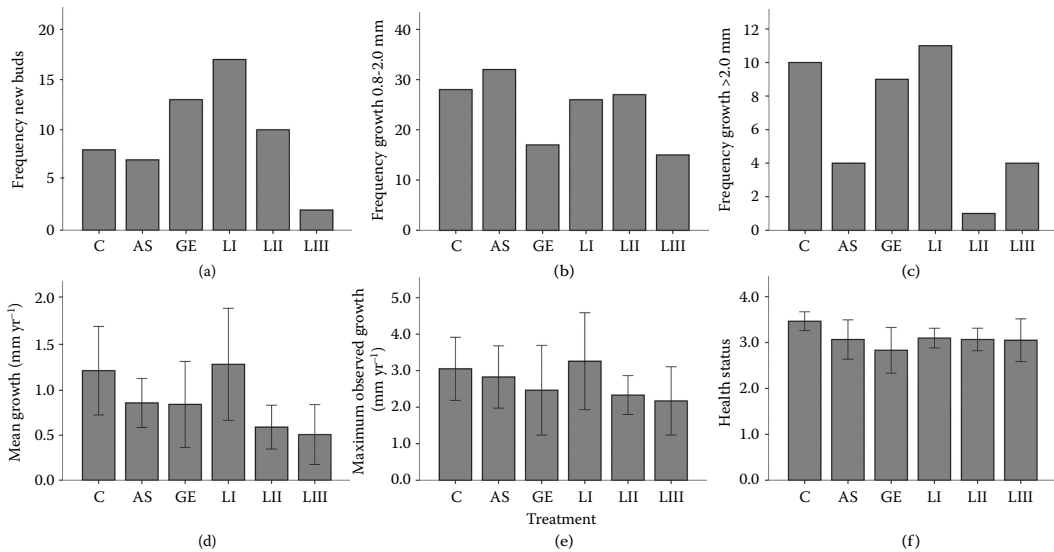 Frequency new buds
20
15
10
5
0
C AS GE LI LII LIII
(a)
Frequency growth 0.8-2.0 mm
40
30
20
10
0
C AS GE LI LII LIII
(b)
Frequency growth >2.0 mm
12
10
8
6
4
2
0
C AS GE LI LII LIII
(c)
Mean growth (mm yr⁻¹)
2.0
1.5
1.0
0.5
0.0
C AS GE LI LII LIII
(d)
Maximum observed growth
(mm yr⁻¹)
5.0
4.0
3.0
2.0
1.0
0.0
C AS GE LI LII LIII
Treatment
(e)
Health status
4.0
3.0
2.0
1.0
0.0
C AS GE LI LII LIII
(f)